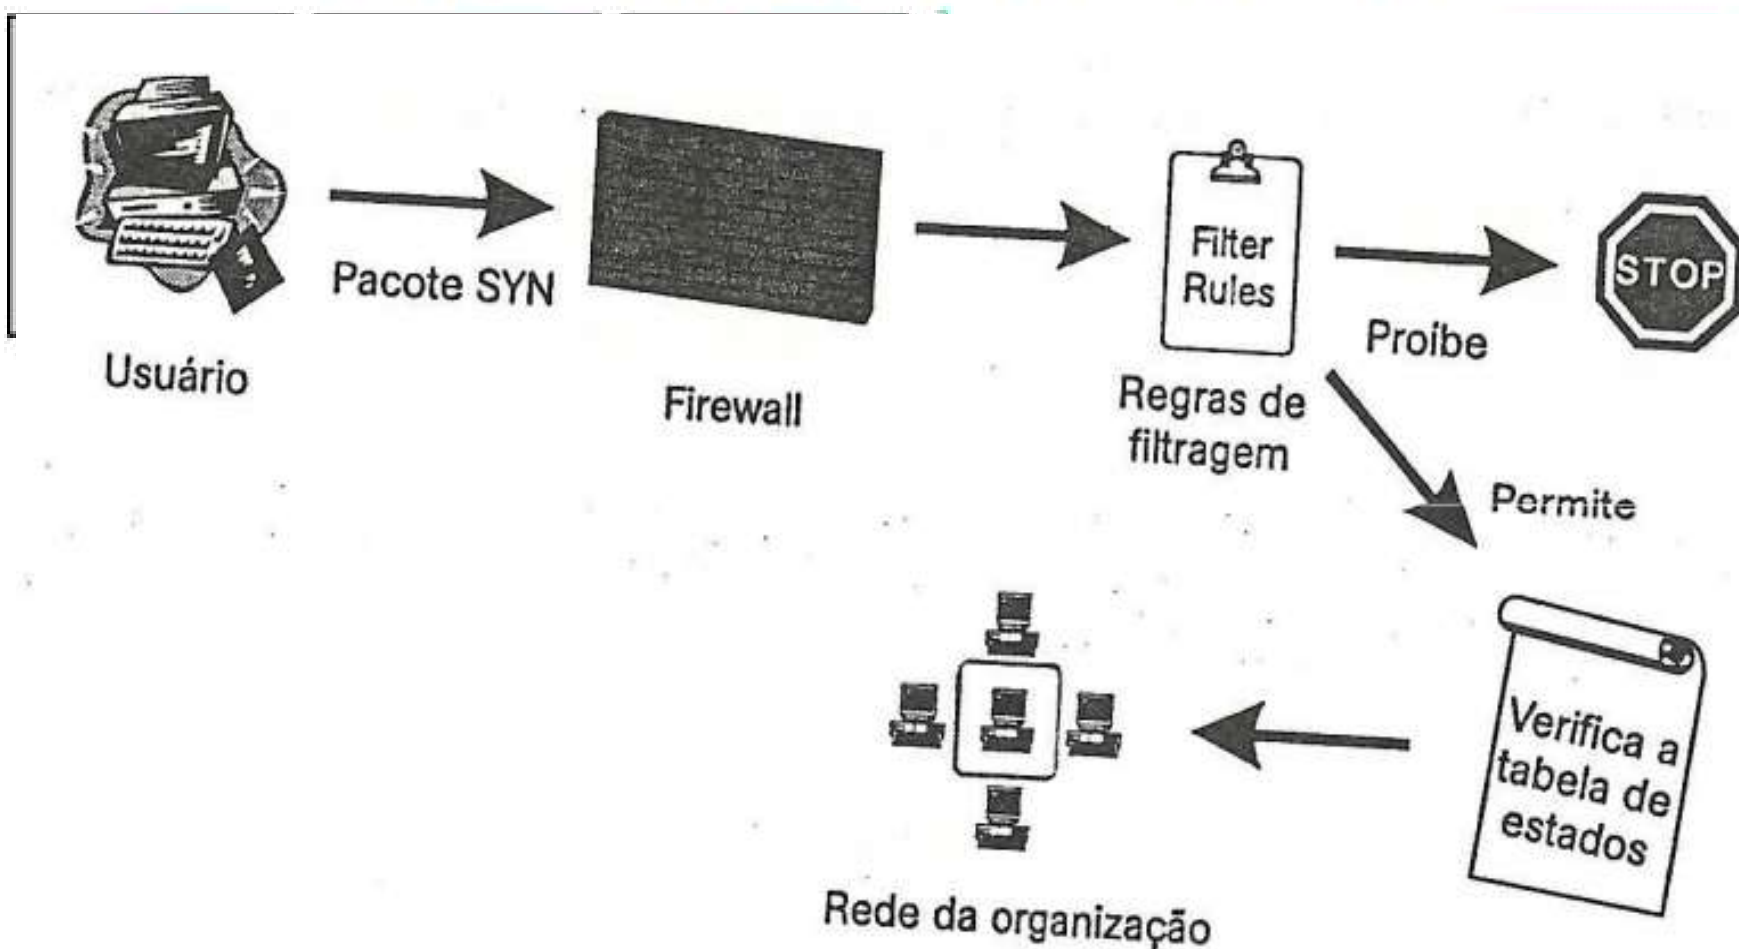 Filter
Rules
STOP
Pacote SYN
Proíbe
Usuário
Firewall
Regras de
filtragem
Permite
Verifica a
tabela de
estados
Rede da organização